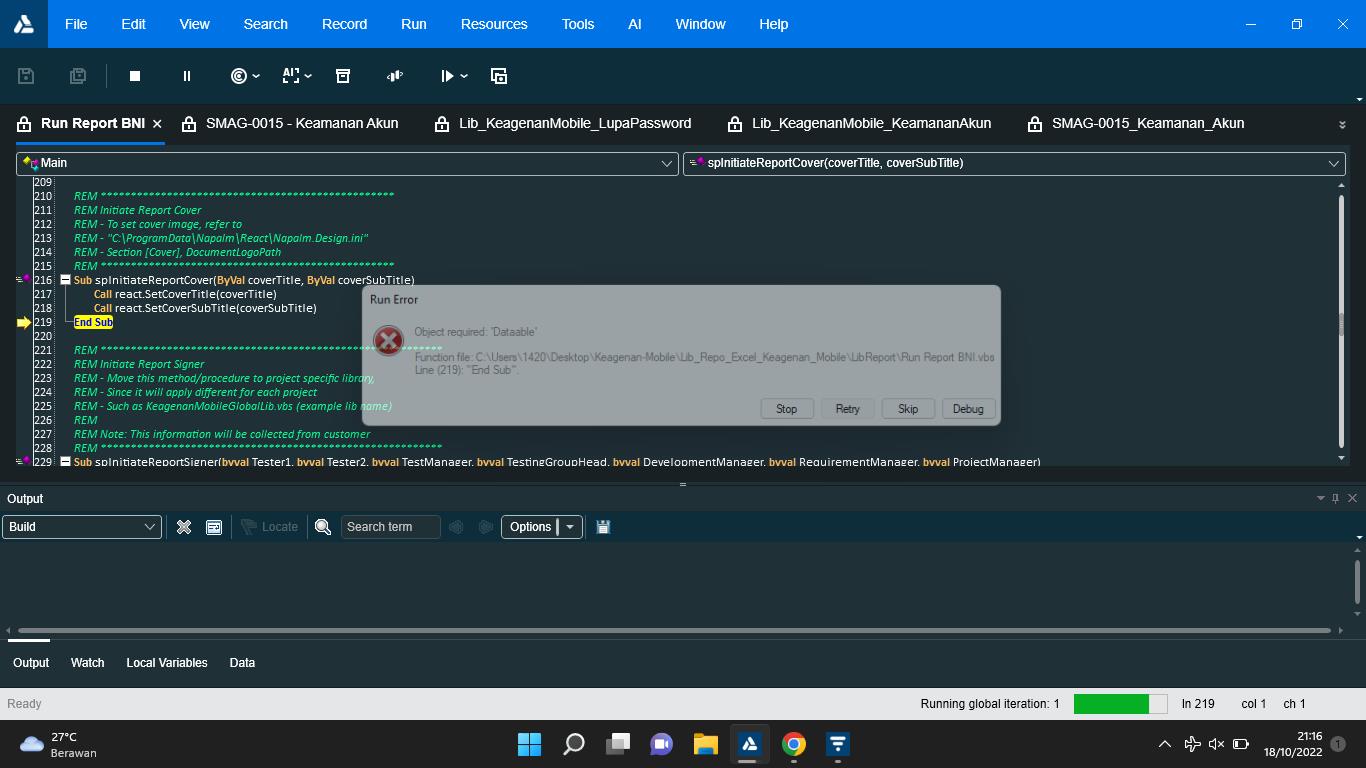 File Edit View Search Record Run Resources Tools AI Window Help
AI
Run Report BNI SMAG-0015 - Keamanan Akun Lib_KeagenanMobile_LupaPassword Lib_KeagenanMobile_KeamananAkun SMAG-0015_Keamanan_Akun
Main spInitiateReportCover(coverTitle, coverSubTitle)
209
210 REM **************************************************
211 REM Initiate Report Cover
212 REM - To set cover image, refer to
213 REM - "C:\ProgramData\Napalm\React\Napalm.Design.ini"
214 REM - Section [Cover], DocumentLogoPath
215 REM **************************************************
216 Sub spInitiateReportCover(ByVal coverTitle, ByVal coverSubTitle)
217 Call react.SetCoverTitle(coverTitle)
218 Call react.SetCoverSubTitle(coverSubTitle)
219 End Sub
220
221 REM **********************************************************
222 REM Initiate Report Signer
223 REM - Move this method/procedure to project specific library,
224 REM - Since it will apply different for each project
225 REM - Such as KeagenanMobileGlobalLib.vbs (example lib name)
226 REM
227 REM Note: This information will be collected from customer
228 REM **********************************************************
229 Sub spInitiateReportSigner(byval Tester1, byval Tester2, byval TestManager, byval TestingGroupHead, byval DevelopmentManager, byval RequirementManager, byval ProjectManager)
Run Error
Object required: 'Dataable'
Function file: C:\Users\1420\Desktop\Keagenan-Mobile\Lib_Repo_Excel_Keagenan_Mobile\LibReport\Run Report BNI.vbs
Line (219): "'End Sub'".
Stop Retry Skip Debug
Output
Build Locate Search term Options
Output Watch Local Variables Data
Ready Running global iteration: 1 ln 219 col 1 ch 1
27°C
Berawan
21:16
18/10/2022
1